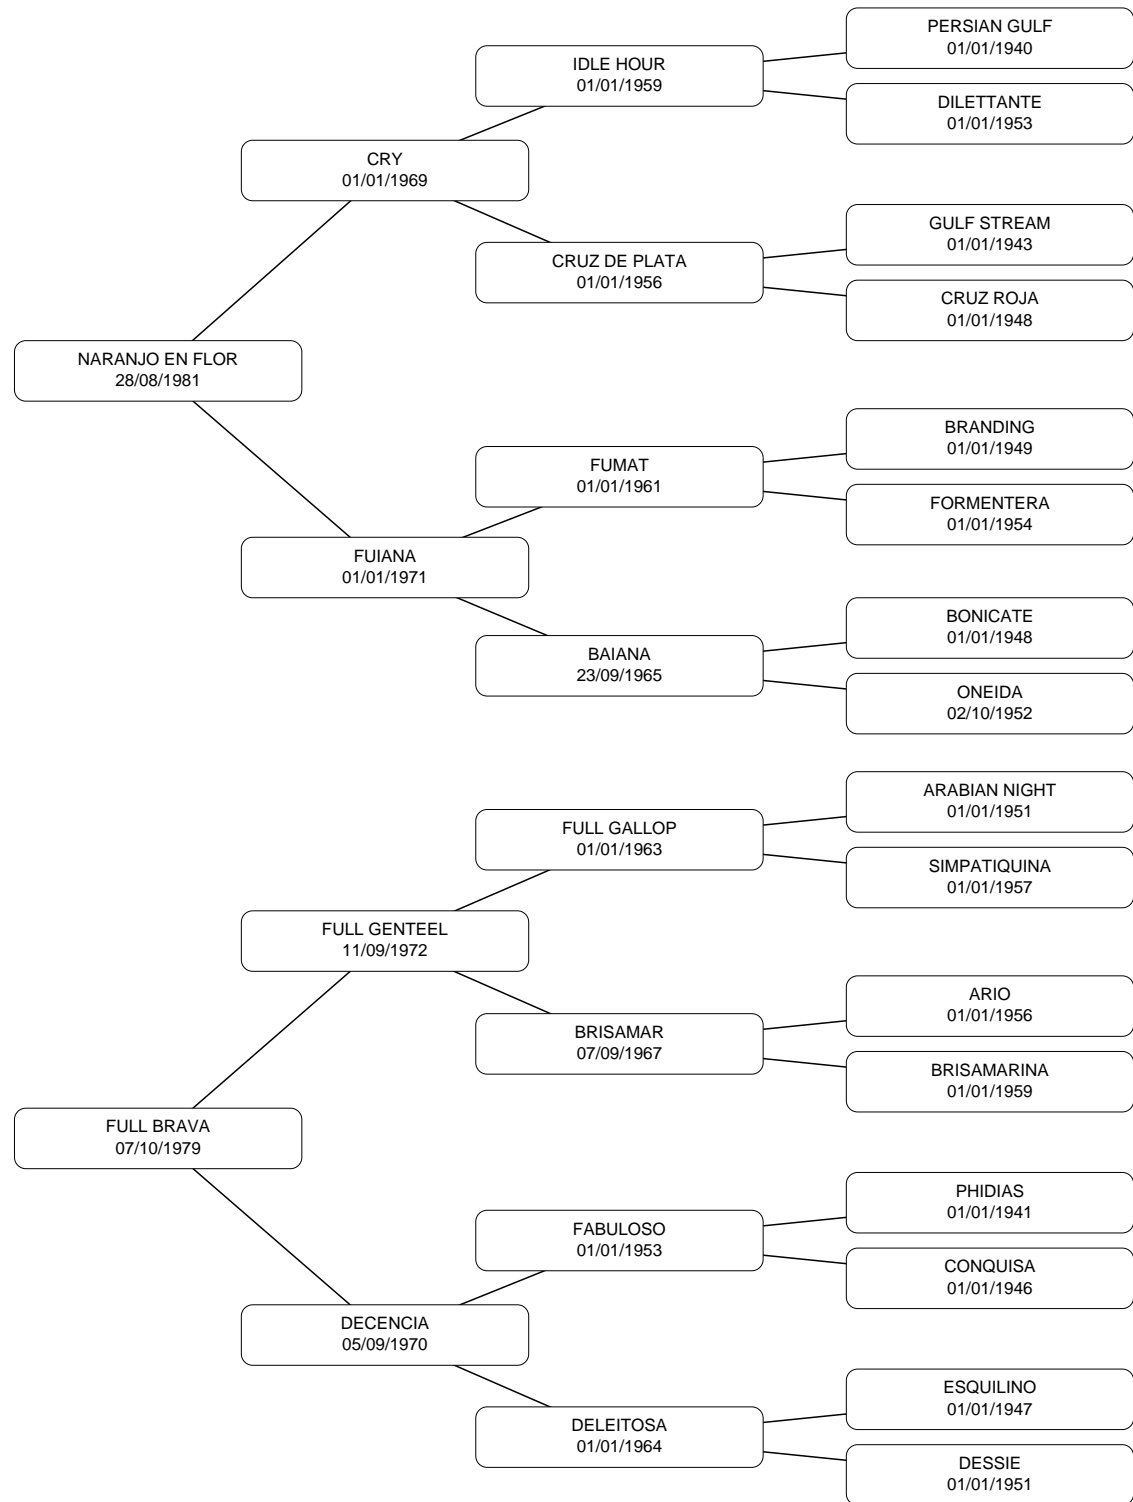 PERSIAN GULF
01/01/1940
IDLE HOUR
01/01/1959
DILETTANTE
01/01/1953
CRY
01/01/1969
GULF STREAM
01/01/1943
CRUZ DE PLATA
01/01/1956
CRUZ ROJA
01/01/1948
NARANJO EN FLOR
28/08/1981
BRANDING
01/01/1949
FUMAT
01/01/1961
FORMENTERA
01/01/1954
FUIANA
01/01/1971
BONICATE
01/01/1948
BAIANA
23/09/1965
ONEIDA
02/10/1952
ARABIAN NIGHT
01/01/1951
FULL GALLOP
01/01/1963
SIMPATIQUINA
01/01/1957
FULL GENTEEL
11/09/1972
ARIO
01/01/1956
BRISAMAR
07/09/1967
BRISAMARINA
01/01/1959
FULL BRAVA
07/10/1979
PHIDIAS
01/01/1941
FABULOSO
01/01/1953
CONQUISA
01/01/1946
DECENCIA
05/09/1970
ESQUILINO
01/01/1947
DELEITOSA
01/01/1964
DESSIE
01/01/1951